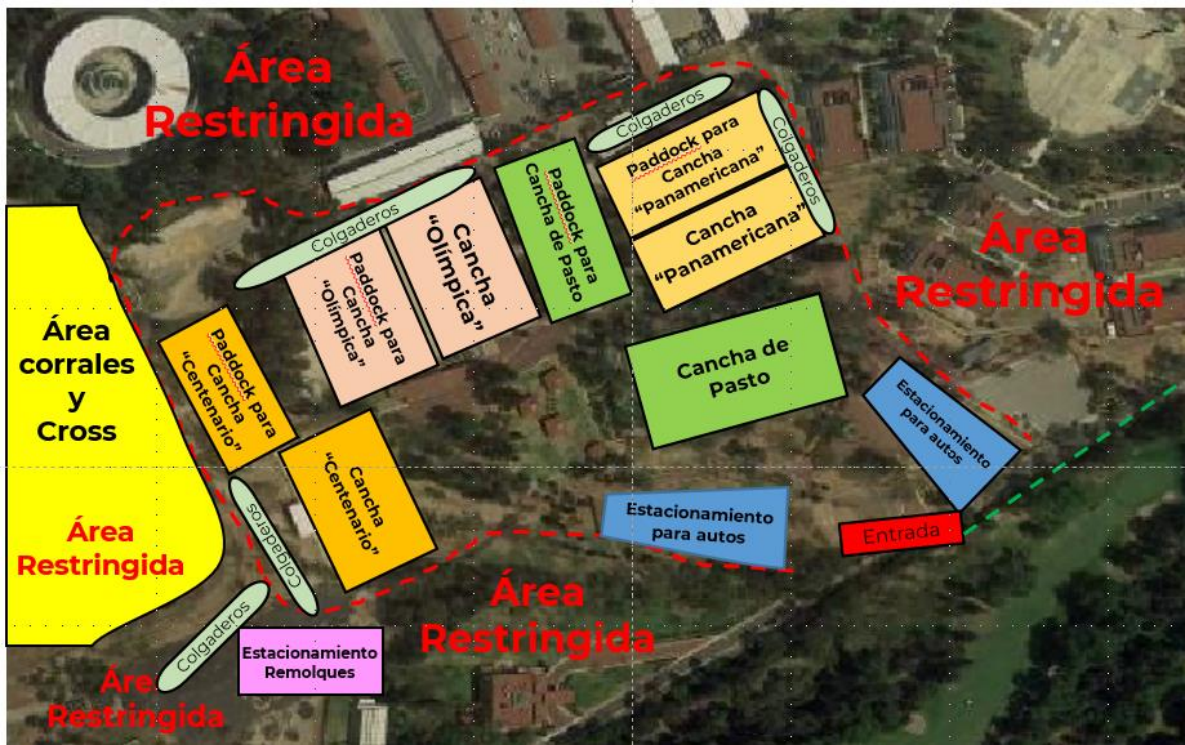 Área
Restringida
Colgaderos
Colgaderos
Paddock para
Cancha
“Panamericana”
Cancha
“Panamericana”
Paddock para
Cancha de Pasto
Colgaderos
Cancha
“Olímpica”
Paddock para
Cancha
“Olímpica”
Área
Restringida
Área
corrales
y
Cross
Paddock para
Cancha
“Centenario”
Cancha de
Pasto
Estacionamiento
para autos
Cancha
“Centenario”
Estacionamiento
para autos
Entrada
Área
Restringida
Colgaderos
Área
Restringida
Colgaderos
Estacionamiento
Remolques
Áre
Restringida